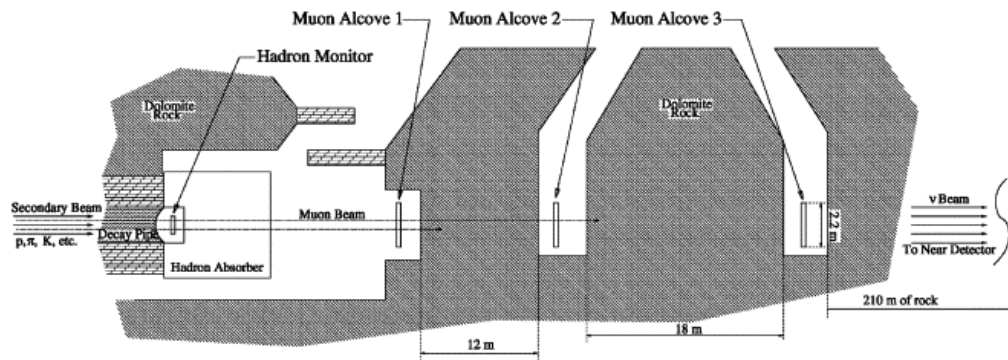 Muon Alcove 1
Muon Alcove 2
Muon Alcove 3
Hadron Monitor
Dolomite
Rock
Dolomite
Rock
Secondary Beam
p,π, K, etc.
Decay Pipe
Muon Beam
Hadron Absorber
2.2 m
ν Beam
To Near Detector
12 m
18 m
210 m of rock